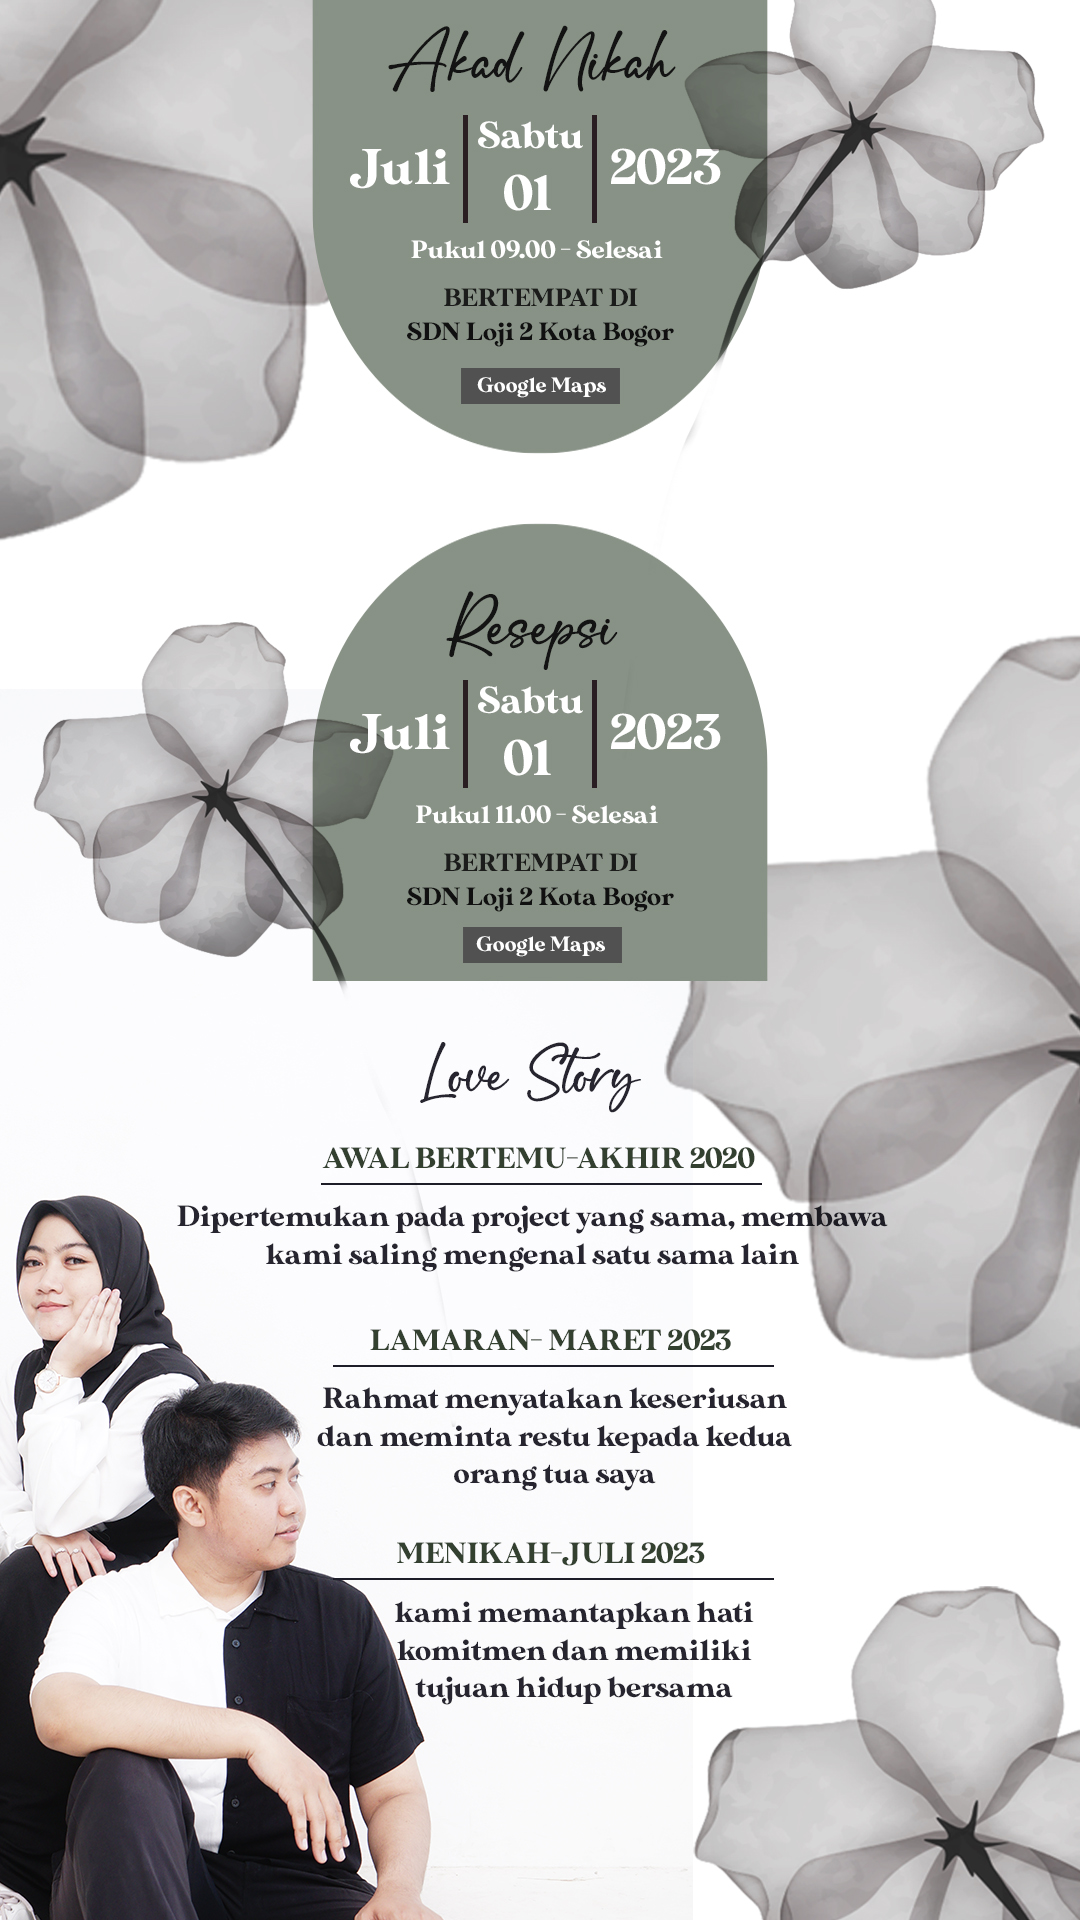 Akad Nikah
Juli
Sabtu
01
2023
Pukul 09.00 - Selesai
BERTEMPAT DI
SDN Loji 2 Kota Bogor
Google Maps
Resepsi
Juli
Sabtu
01
2023
Pukul 11.00 - Selesai
BERTEMPAT DI
SDN Loji 2 Kota Bogor
Google Maps
Love Story
AWAL BERTEMU-AKHIR 2020
Dipertemukan pada project yang sama, membawa
kami saling mengenal satu sama lain
LAMARAN- MARET 2023
Rahmat menyatakan keseriusan
dan meminta restu kepada kedua
orang tua saya
MENIKAH-JULI 2023
kami memantapkan hati
komitmen dan memiliki
tujuan hidup bersama